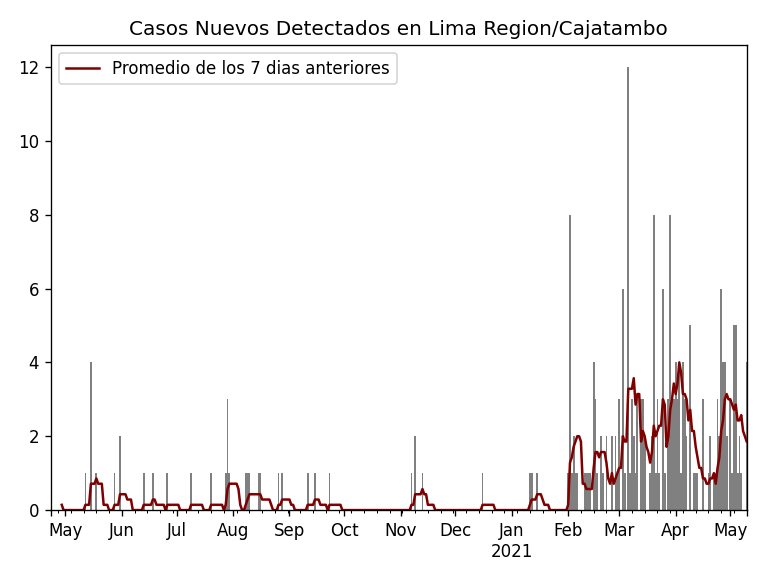 Casos Nuevos Detectados en Lima Region/Cajatambo
Promedio de los 7 dias anteriores
12
10
8
6
4
2
0
May Jun Jul Aug Sep Oct Nov Dec Jan Feb Mar Apr May
2021